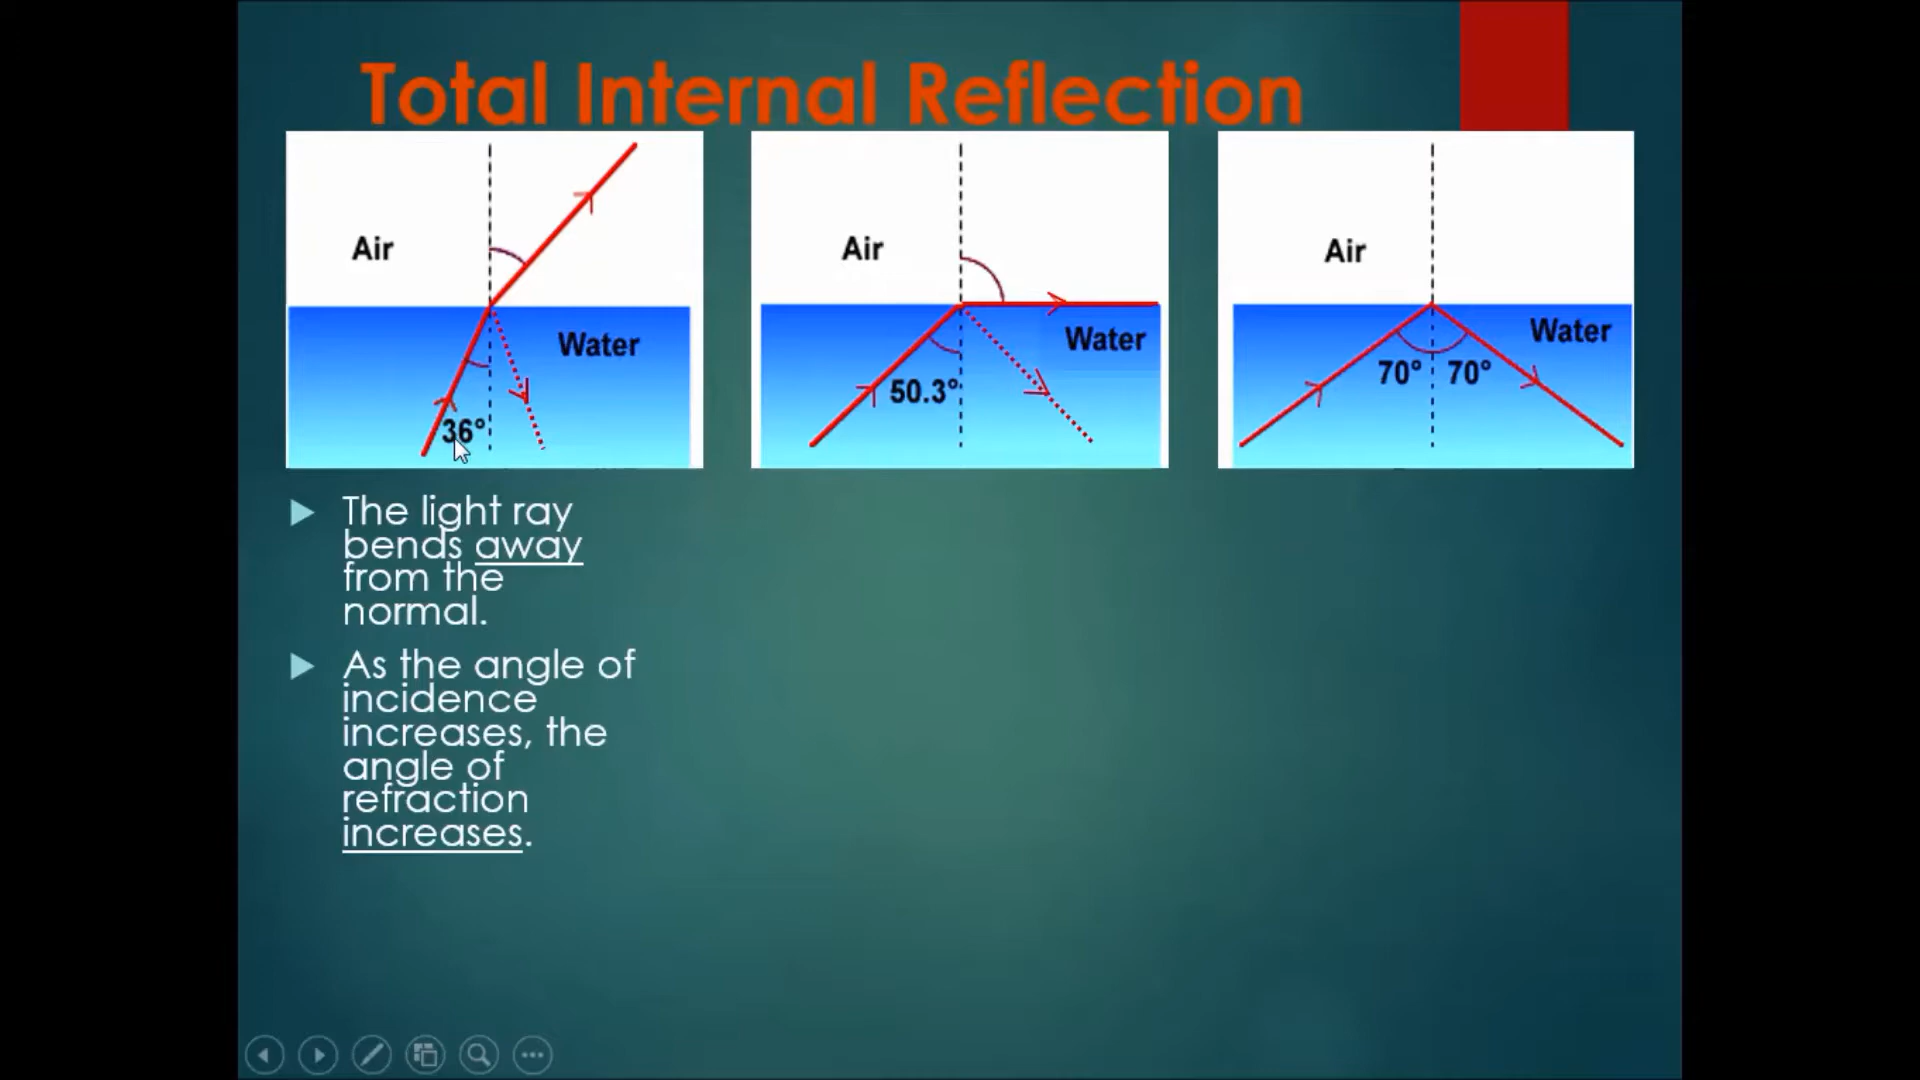 Total Internal Reflection
Air
Water
36°
Air
Water
50.3°
Air
Water
70° 70°
The light ray
bends away
from the
normal.
As the angle of
incidence
increases, the
angle of
refraction
increases.